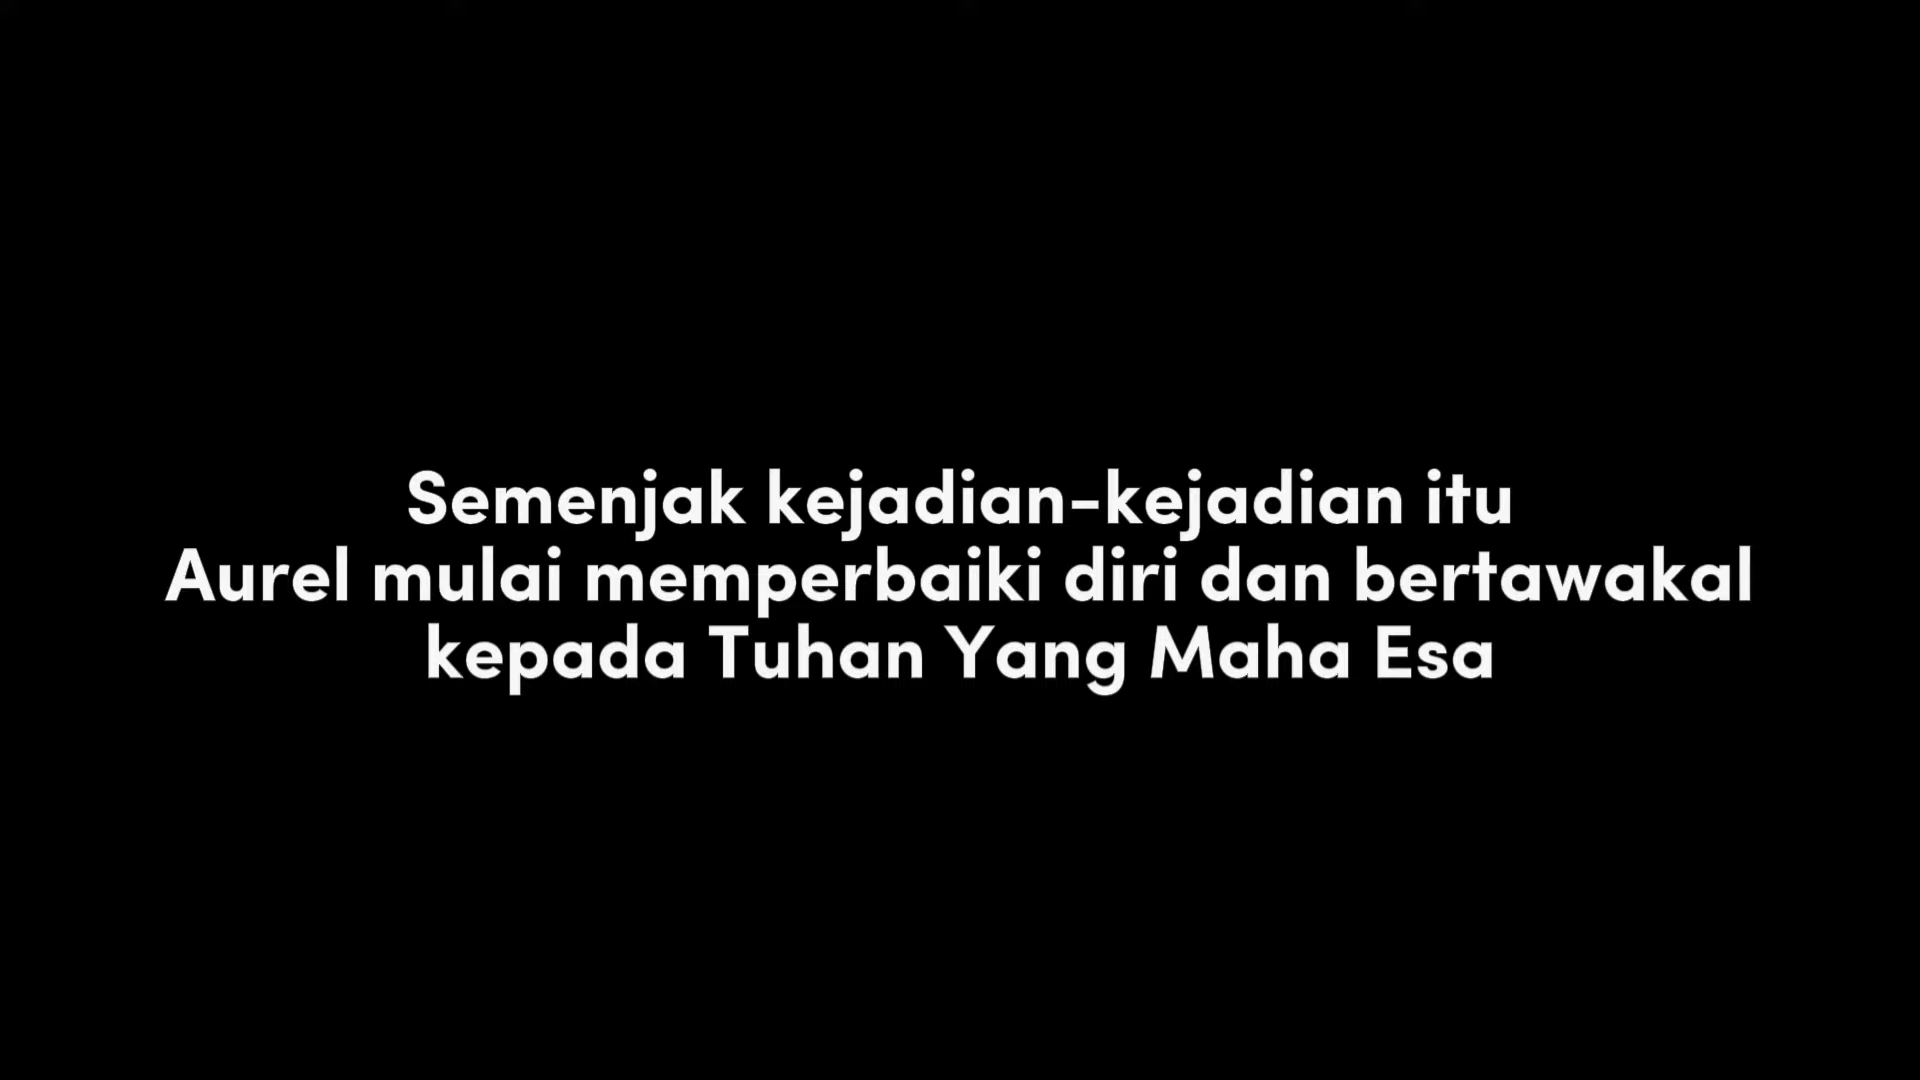 Semenjak kejadian-kejadian itu
Aurel mulai memperbaiki diri dan bertawakal
kepada Tuhan Yang Maha Esa